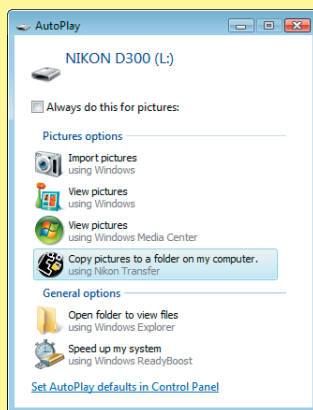 AutoPlay
NIKON D300 (L:)
Always do this for pictures:
Pictures options
Import pictures
using Windows
View pictures
using Windows
View pictures
using Windows Media Center
Copy pictures to a folder on my computer.
using Nikon Transfer
General options
Open folder to view files
using Windows Explorer
Speed up my system
using Windows ReadyBoost
Set AutoPlay defaults in Control Panel